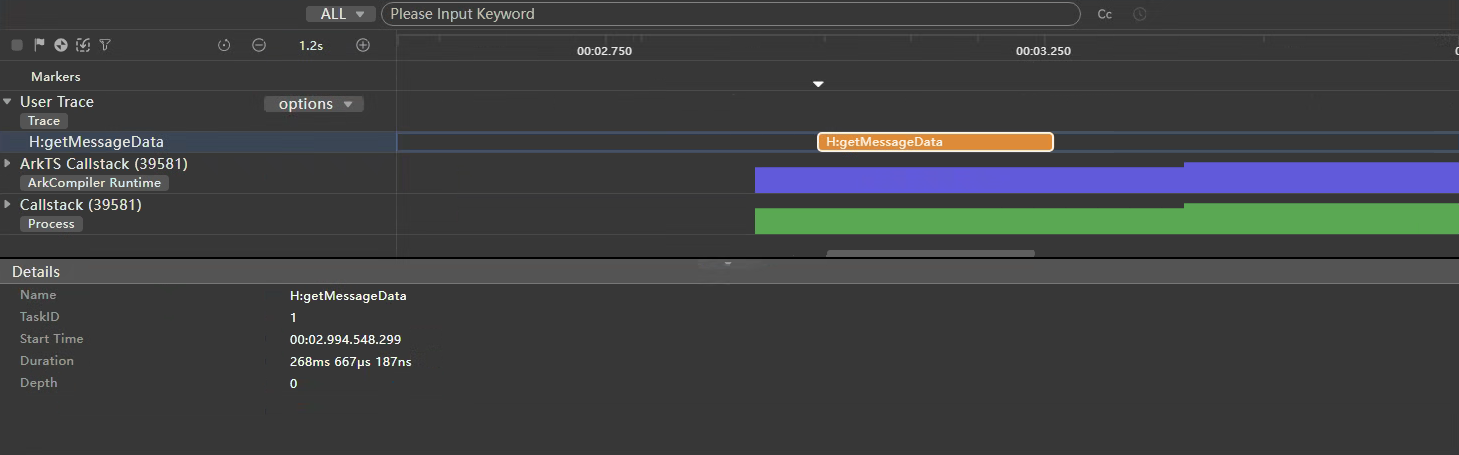 ALL Please Input Keyword Cc
1.2s 00:02.750 00:03.250
Markers
User Trace options
Trace
H:getMessageData H:getMessageData
ArkTS Callstack (39581)
ArkCompiler Runtime
Callstack (39581)
Process
Details
Name H:getMessageData
TaskID 1
Start Time 00:02.994.548.299
Duration 268ms 667μs 187ns
Depth 0